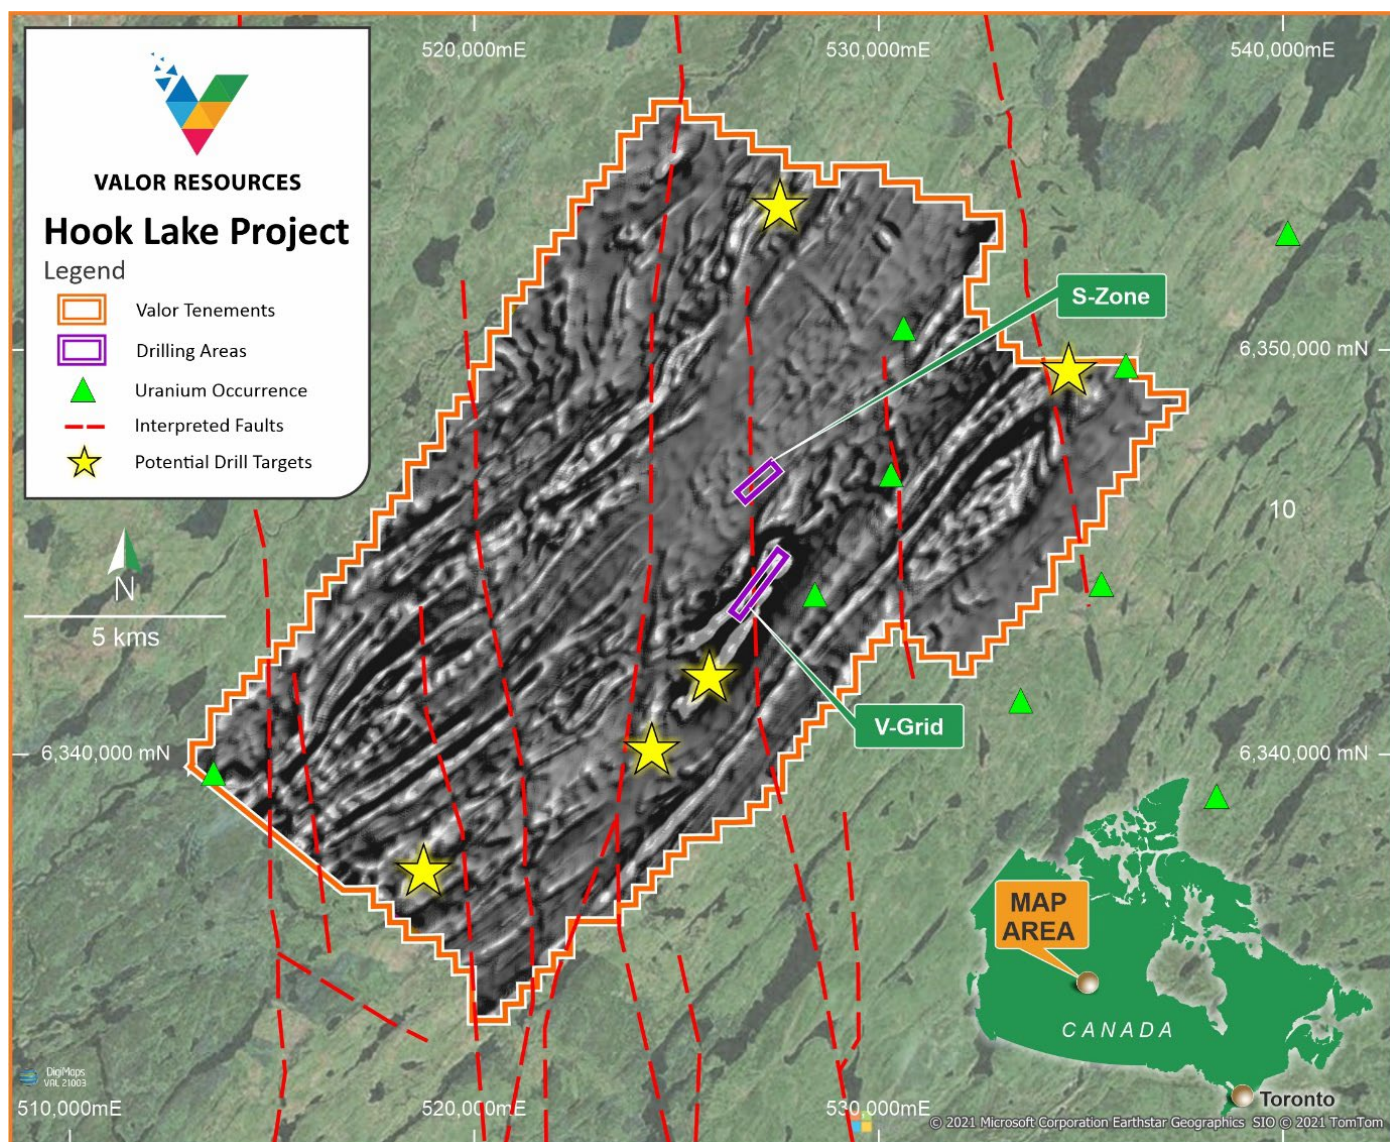 520,000mE
530,000mE
540,000mE
VALOR RESOURCES
Hook Lake Project
Legend
Valor Tenements
Drilling Areas
Uranium Occurrence
Interpreted Faults
Potential Drill Targets
S-Zone
6,350,000 mN
10
N
5 kms
V-Grid
6,340,000 mN
6,340,000 mN
MAP
AREA
CANADA
Toronto
DigiMaps
VAL 21003
510,000mE
520,000mE
530,000mE
© 2021 Microsoft Corporation Earthstar Geographics SIO © 2021 TomTom